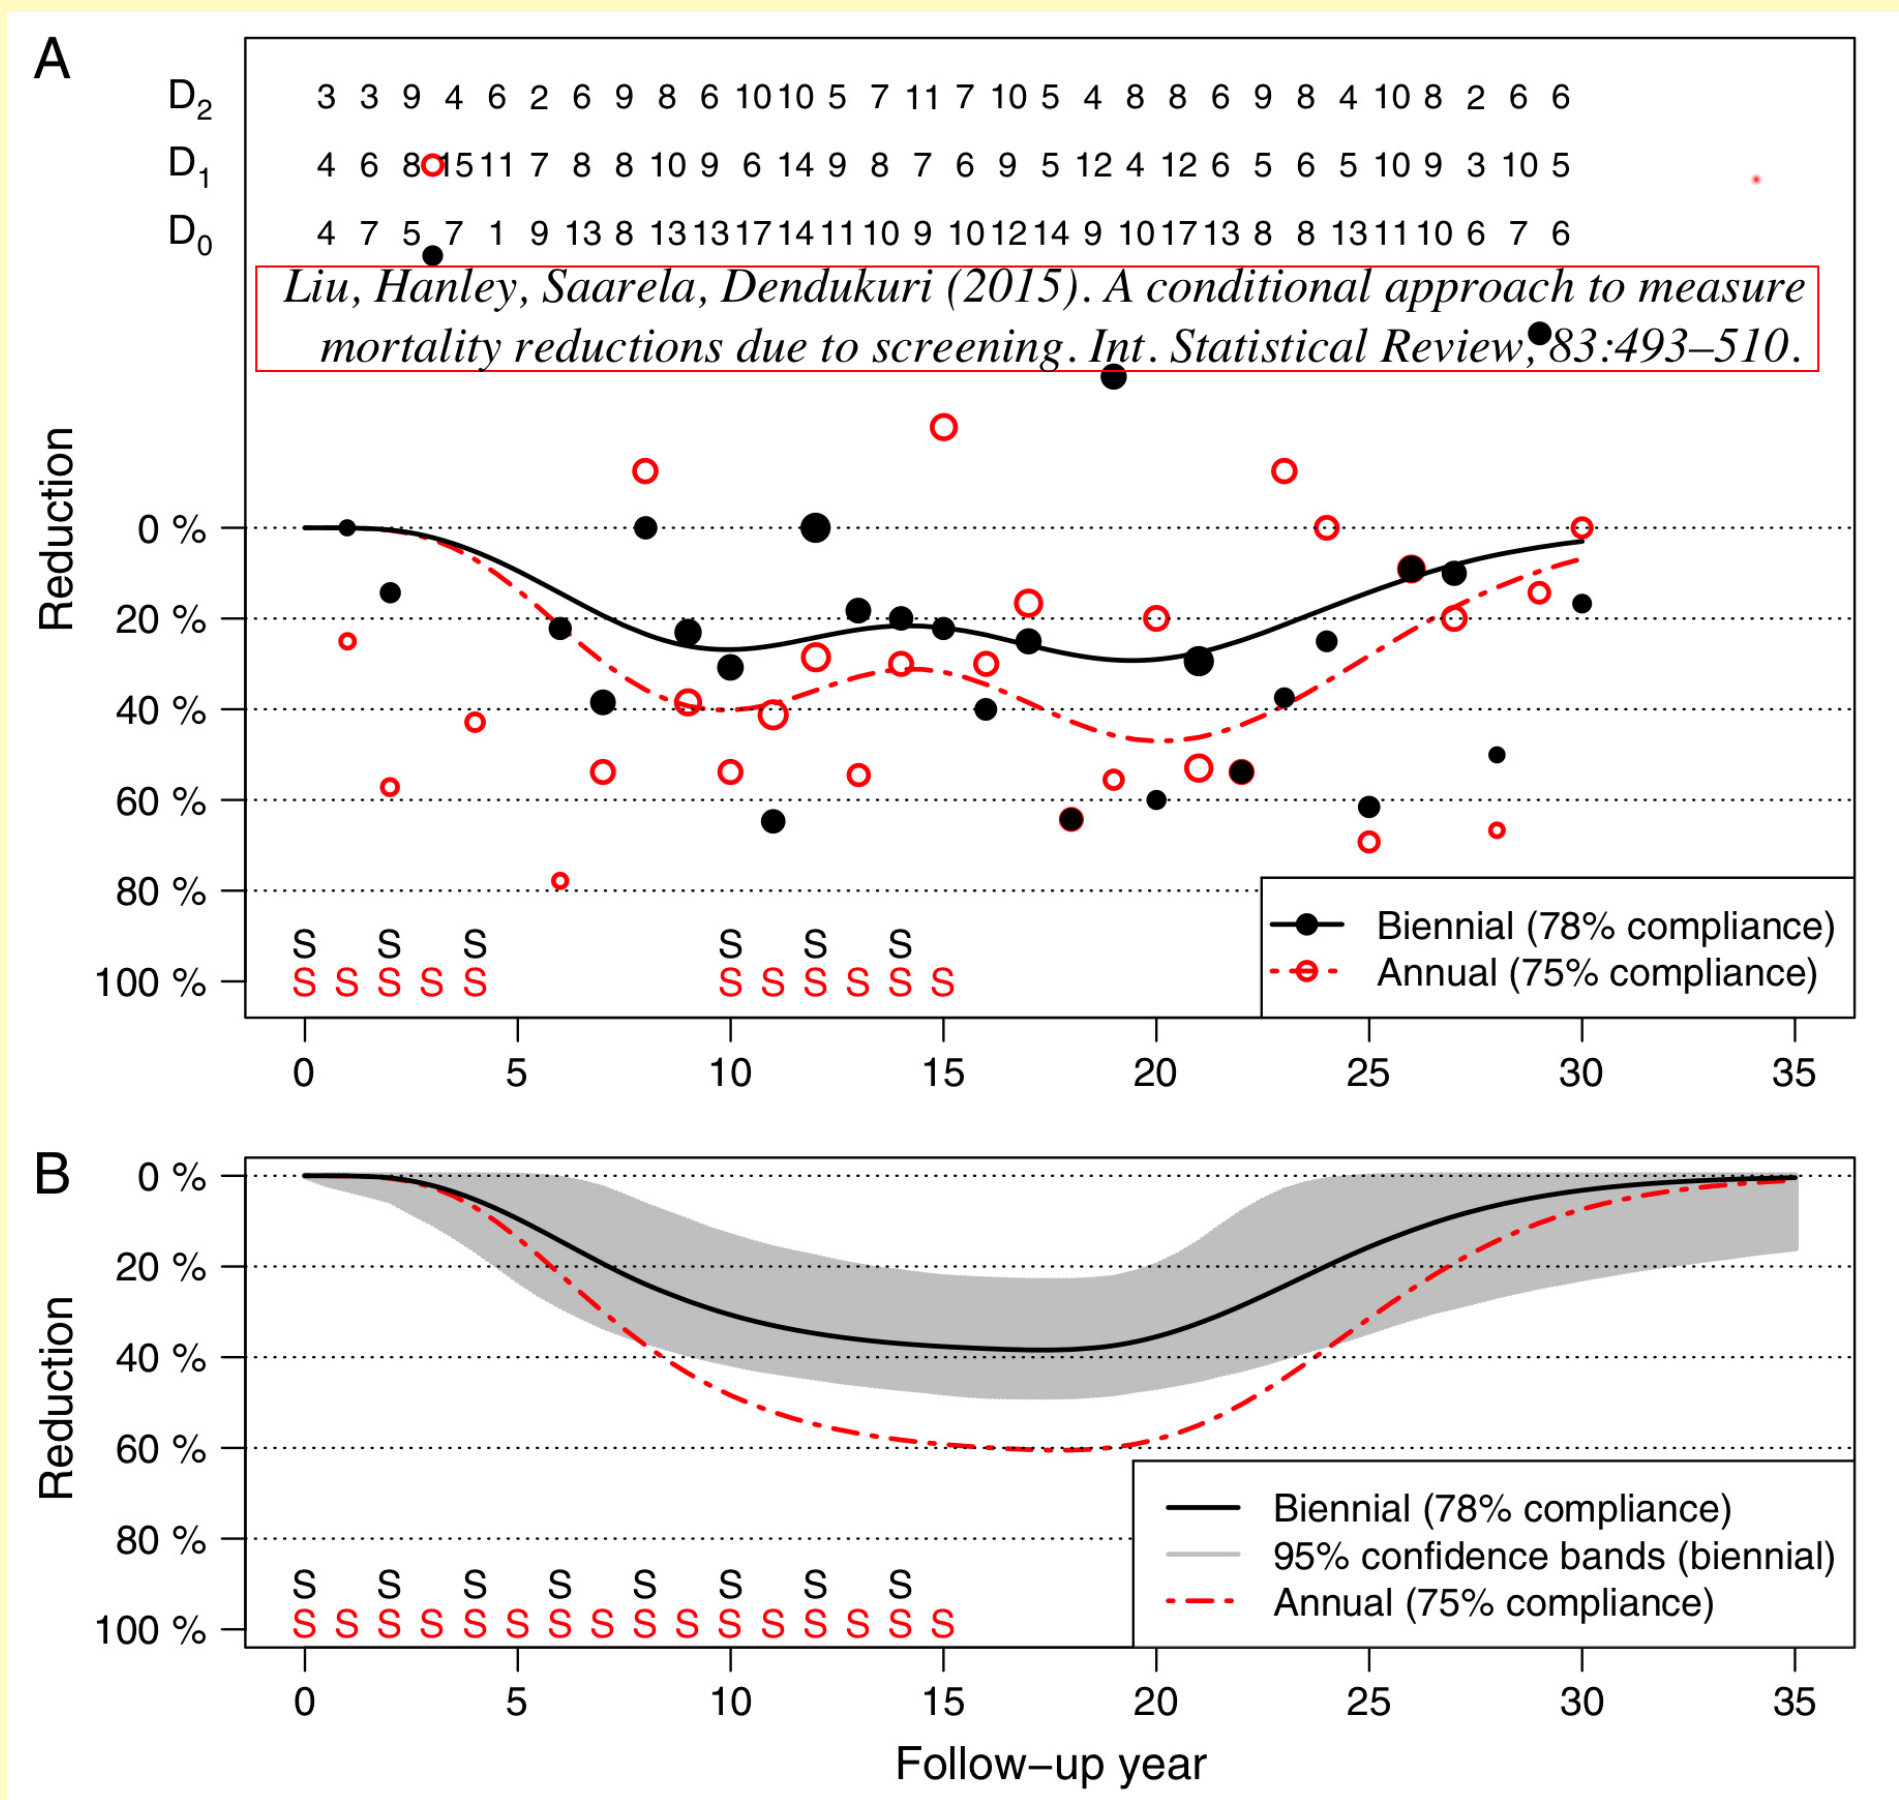 A
D2 3 3 9 4 6 2 6 9 8 6 10 10 5 7 11 7 10 5 4 8 8 6 9 8 4 10 8 2 6 6
D1 4 6 8 15 11 7 8 8 10 9 6 14 9 8 7 6 9 5 12 4 12 6 5 6 5 10 9 3 10 5
D0 4 7 5 7 1 9 13 8 13 13 17 14 11 10 9 10 12 14 9 10 17 13 8 8 13 11 10 6 7 6
Liu, Hanley, Saarela, Dendukuri (2015). A conditional approach to measure
mortality reductions due to screening. Int. Statistical Review, 83:493–510.
Reduction
0 %
20 %
40 %
60 %
80 %
100 %
S S S S S S
S S S S S S S S S S S
Biennial (78% compliance)
Annual (75% compliance)
0 5 10 15 20 25 30 35
B
Reduction
0 %
20 %
40 %
60 %
80 %
100 %
S S S S S S S S
S S S S S S S S S S S S S S S S
Biennial (78% compliance)
95% confidence bands (biennial)
Annual (75% compliance)
0 5 10 15 20 25 30 35
Follow−up year